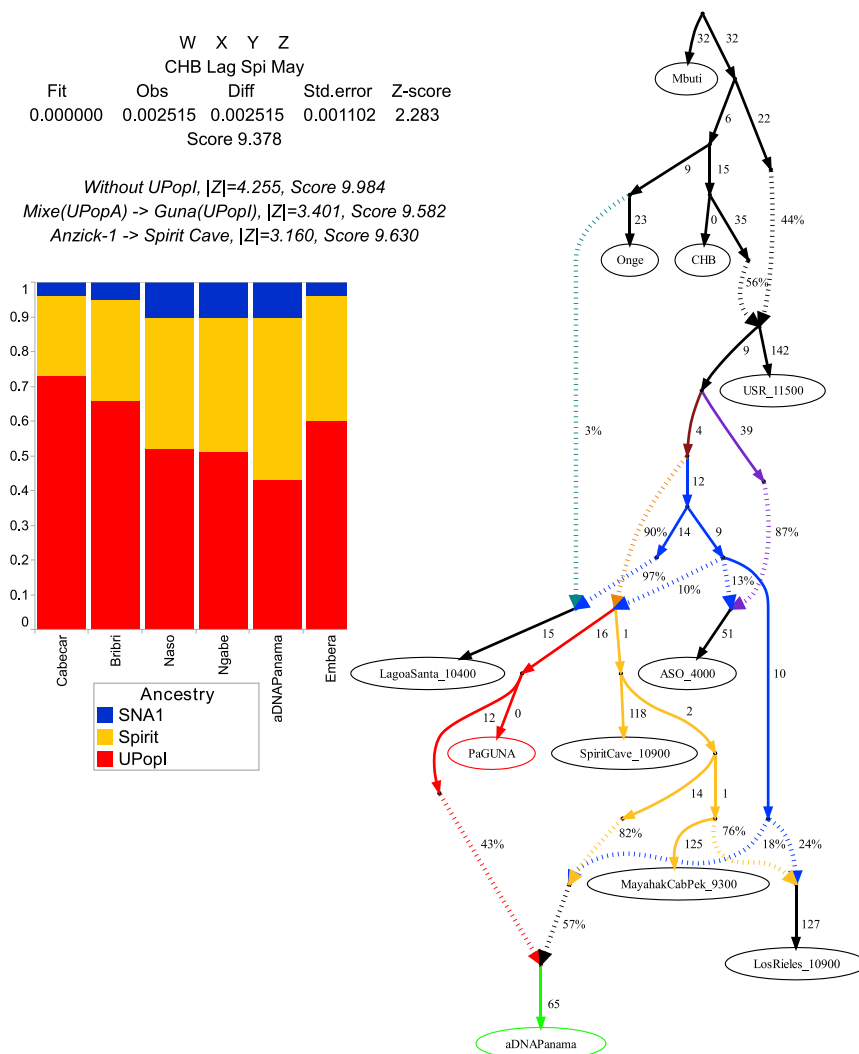 W X Y Z
CHB Lag Spi May
Fit Obs Diff Std.error Z-score
0.000000 0.002515 0.002515 0.001102 2.283
Score 9.378
Without UPopI, |Z|=4.255, Score 9.984
Mixe(UPopA) -> Guna(UPopI), |Z|=3.401, Score 9.582
Anzick-1 -> Spirit Cave, |Z|=3.160, Score 9.630
1
0.9
0.8
0.7
0.6
0.5
0.4
0.3
0.2
0.1
0
Cabecar
Bribri
Naso
Ngabe
aDNAPanama
Embera
Ancestry
SNA1
Spirit
UPopI
32 32
Mbuti
6 22
9 15
23 0 35 44%
Onge CHB
56%
9 142
USR_11500
3% 4 39
12
90% 14 9 87%
97% 10% 13%
15 16 1 51
LagoaSanta_10400 ASO_4000 10
12 0 118 2
PaGUNA SpiritCave_10900
14 1
43% 82% 125 76% 18% 24%
MayahakCabPek_9300
57% 127
LosRieles_10900
65
aDNAPanama